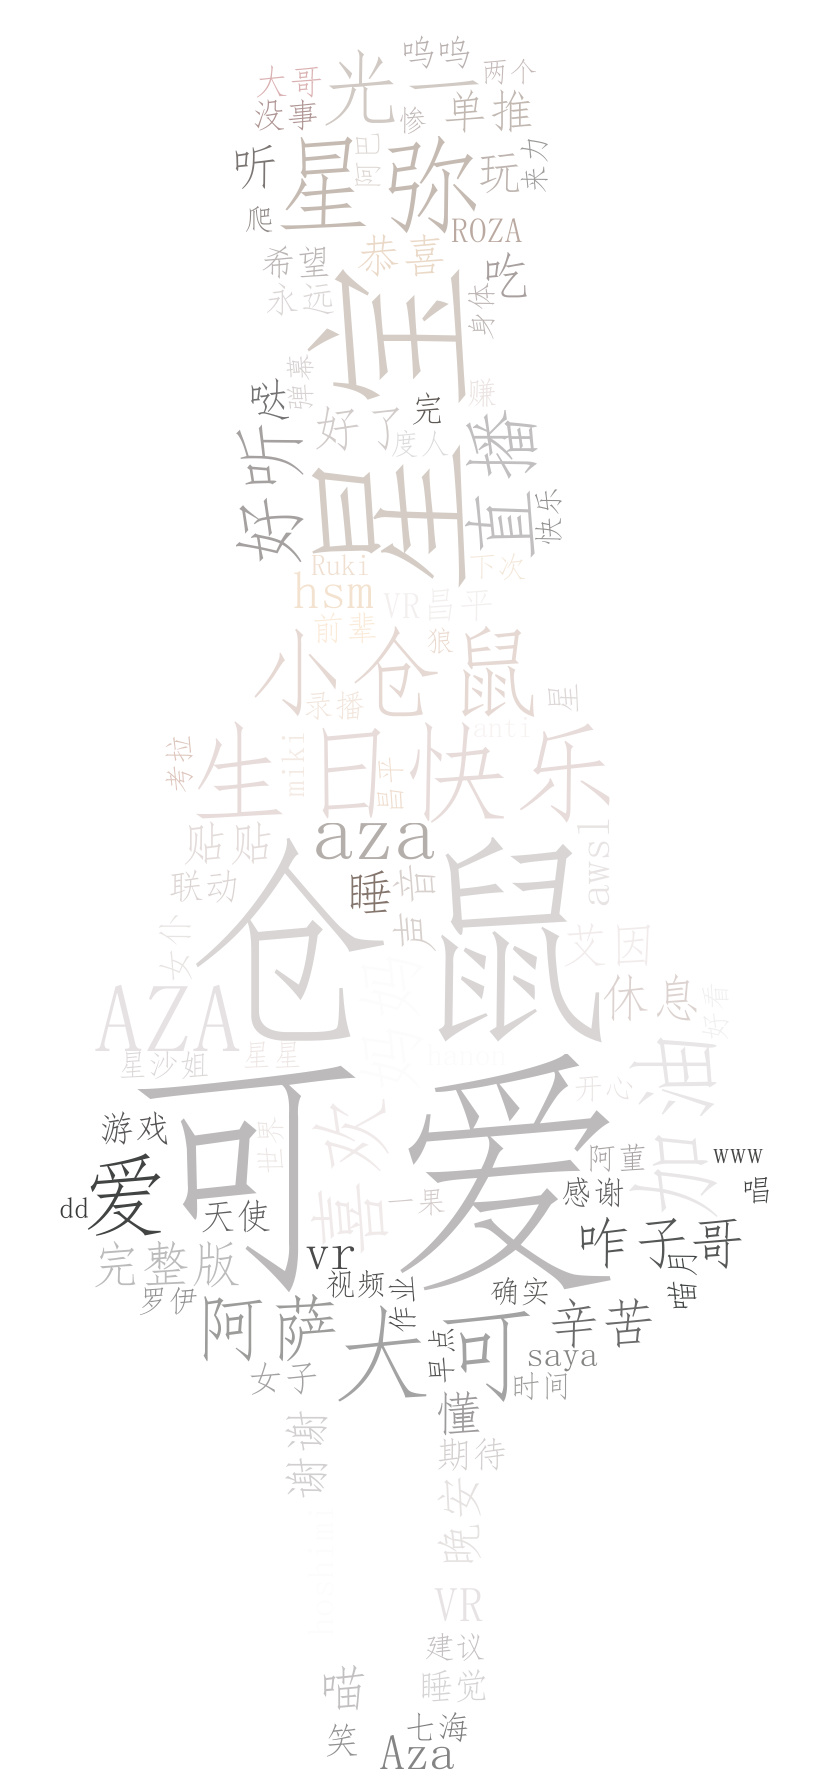 呜呜
两个
大哥
光一
没事
惨
单推
听
星弥
阿巴
玩
来力
爬
ROZA
希望
恭喜
吃
永远
身体
星宝
弹幕
哒
完
赚
好了
度人
好听
直播
快乐
Ruki
下次
hsm
VR昌平
前辈
狼
小仓鼠
录播
星
生日快乐
anti
考拉
miki
昌平
aza
贴贴
awsl
联动
睡
声音
仓鼠
女仆
艾因
妈妈
AZA
休息
好看
星沙姐
星星
hanon
可爱
开心
加油
游戏
世界
喜欢
阿董
www
爱
感谢
唱
dd
天使
一果
咋子哥
完整版
vr
视频
作业
确实
喵月
罗伊
阿萨
大可
辛苦
早点
saya
女子
时间
懂
谢谢
期待
晚安
VR
建议
喵
睡觉
笑
七海
Aza